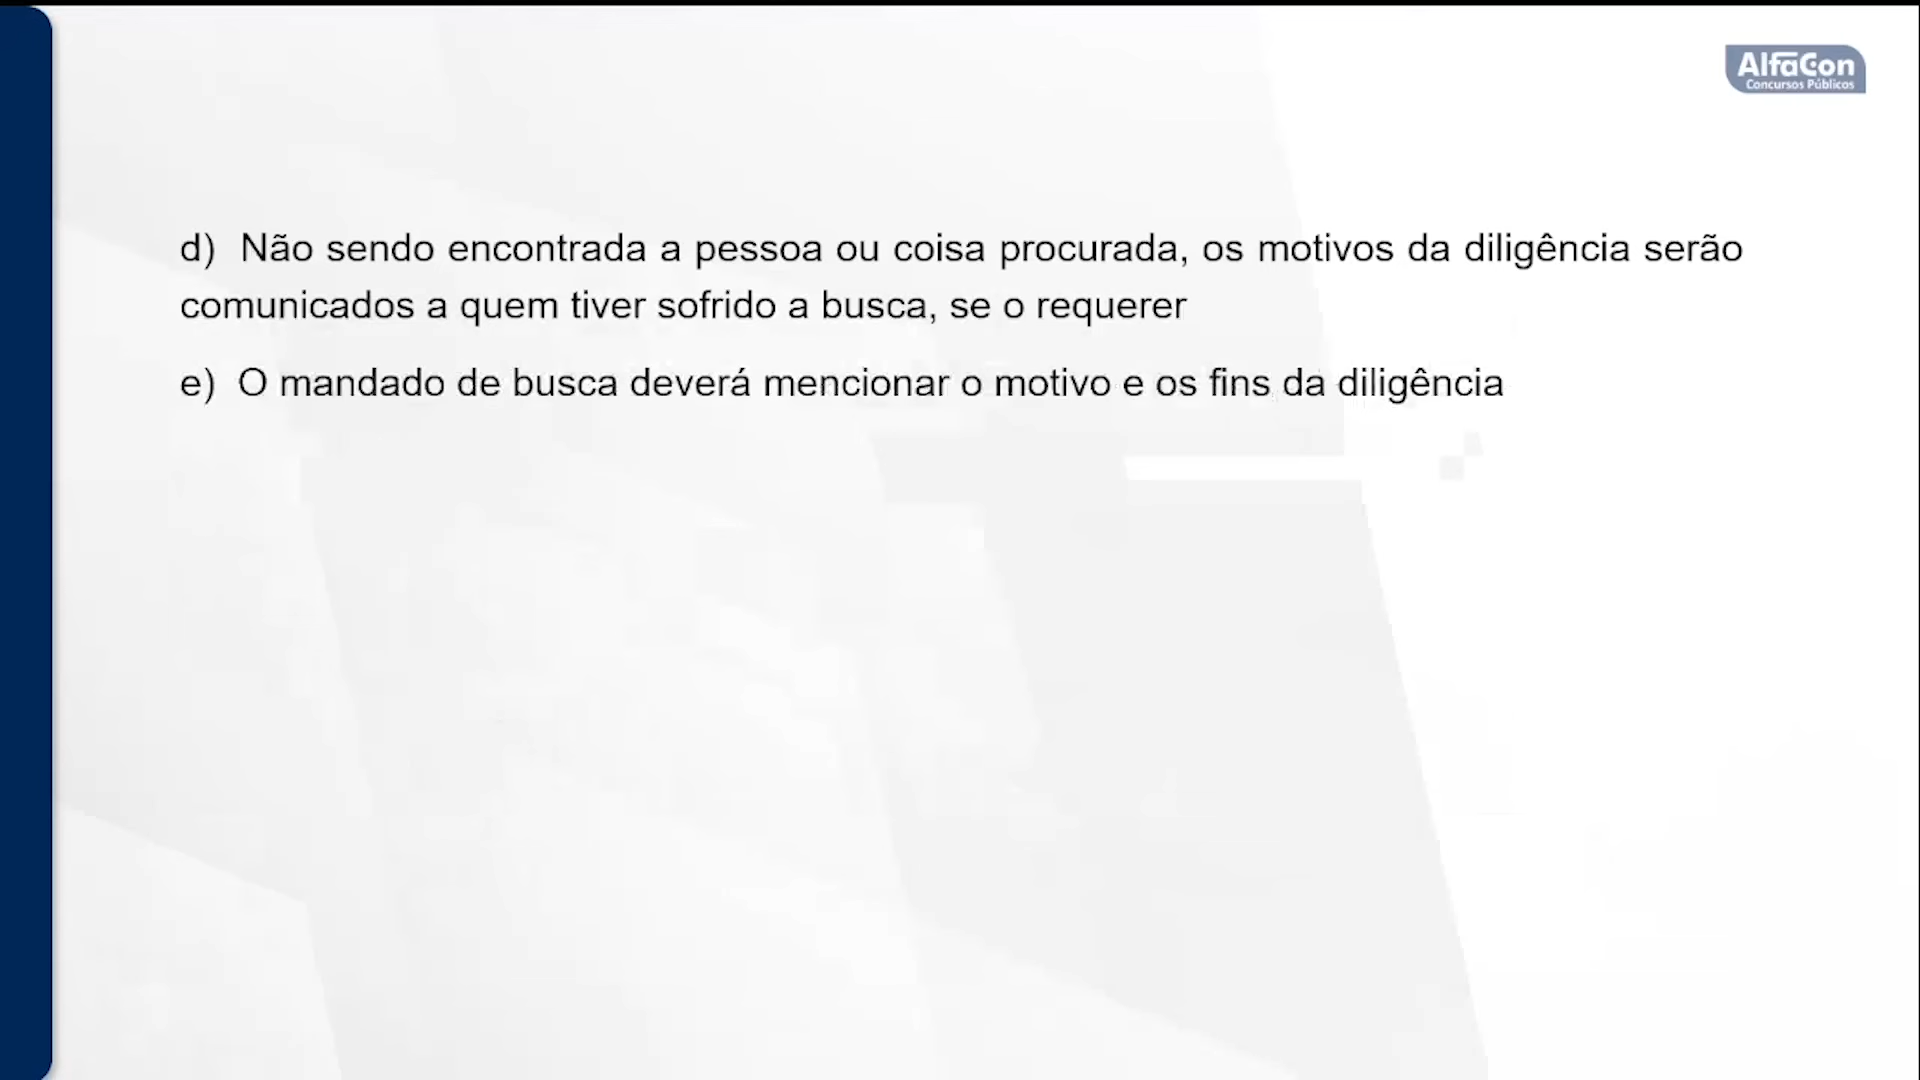 AlfaCon
Concursos Públicos
d) Não sendo encontrada a pessoa ou coisa procurada, os motivos da diligência serão
comunicados a quem tiver sofrido a busca, se o requerer
e) O mandado de busca deverá mencionar o motivo e os fins da diligência